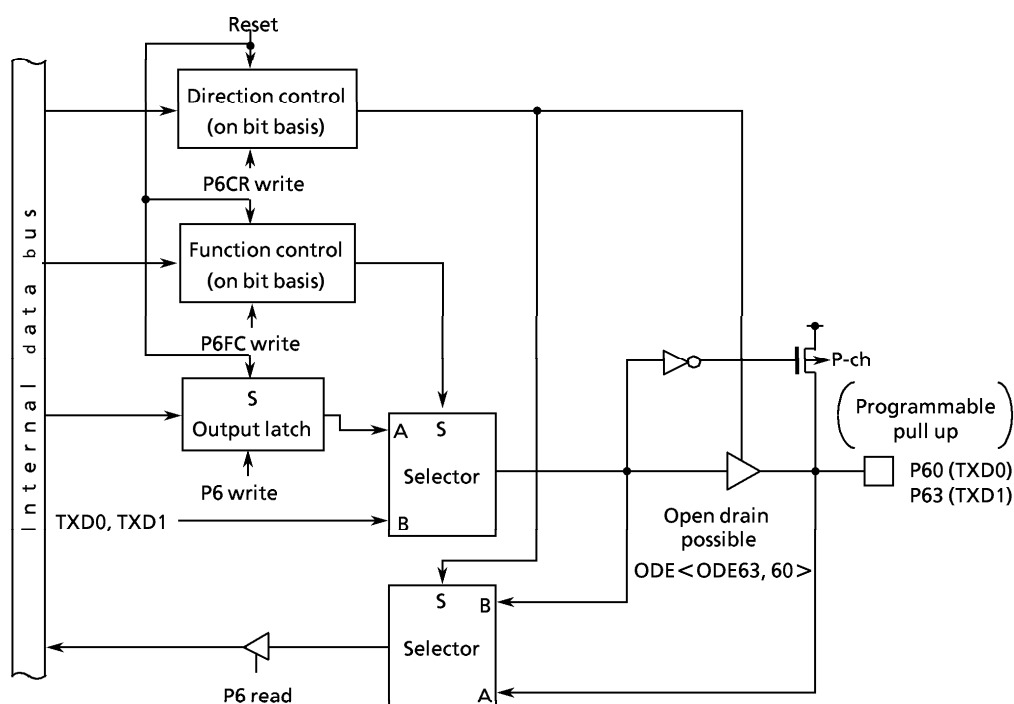 Reset
Direction control
(on bit basis)
P6CR write
Function control
(on bit basis)
P6FC write
S
Output latch
P6 write
TXD0, TXD1
Internal data bus
A S
Selector
B
P-ch
Programmable
pull up
P60 (TXD0)
P63 (TXD1)
Open drain
possible
ODE<ODE63, 60>
S B
Selector
A
P6 read